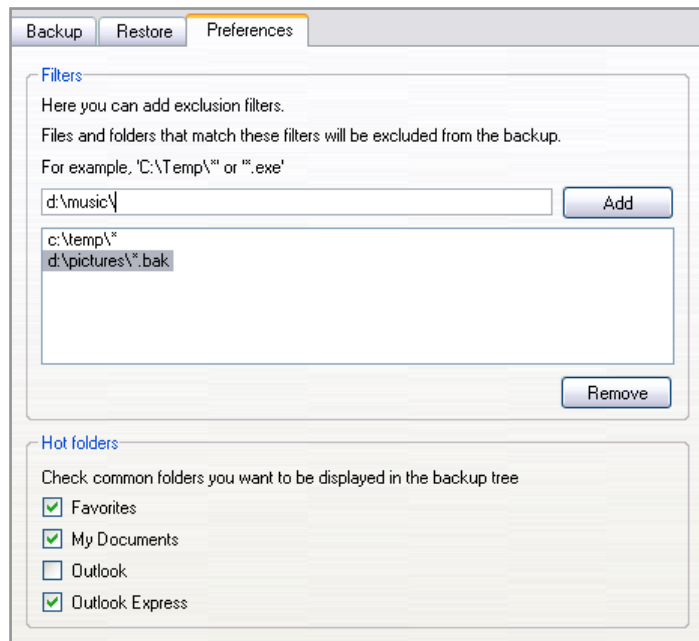 Backup Restore Preferences
Filters
Here you can add exclusion filters.
Files and folders that match these filters will be excluded from the backup.
For example, 'C:\Temp\*' or '*.exe'
d:\music\ Add
c:\temp\*
d:\pictures\*.bak
Remove
Hot folders
Check common folders you want to be displayed in the backup tree
Favorites
My Documents
Outlook
Outlook Express